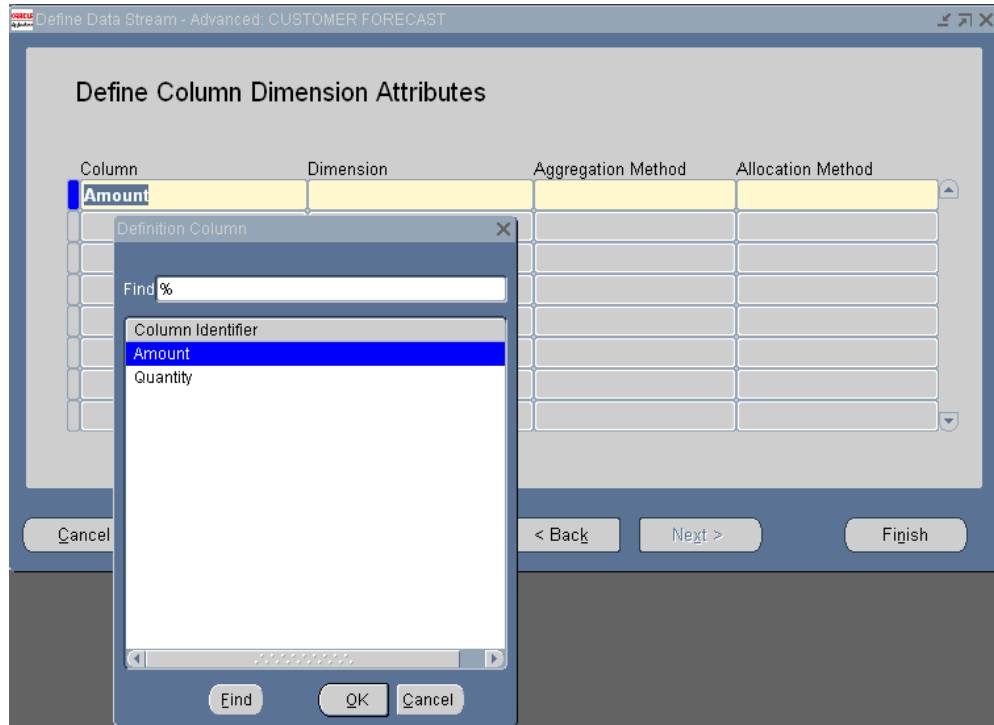 ORACLE
Define Data Stream - Advanced: CUSTOMER FORECAST
Define Column Dimension Attributes
Column Dimension Aggregation Method Allocation Method
Amount
Definition Column
Find %
Column Identifier
Amount
Quantity
Cancel < Back Next > Finish
Find OK Cancel